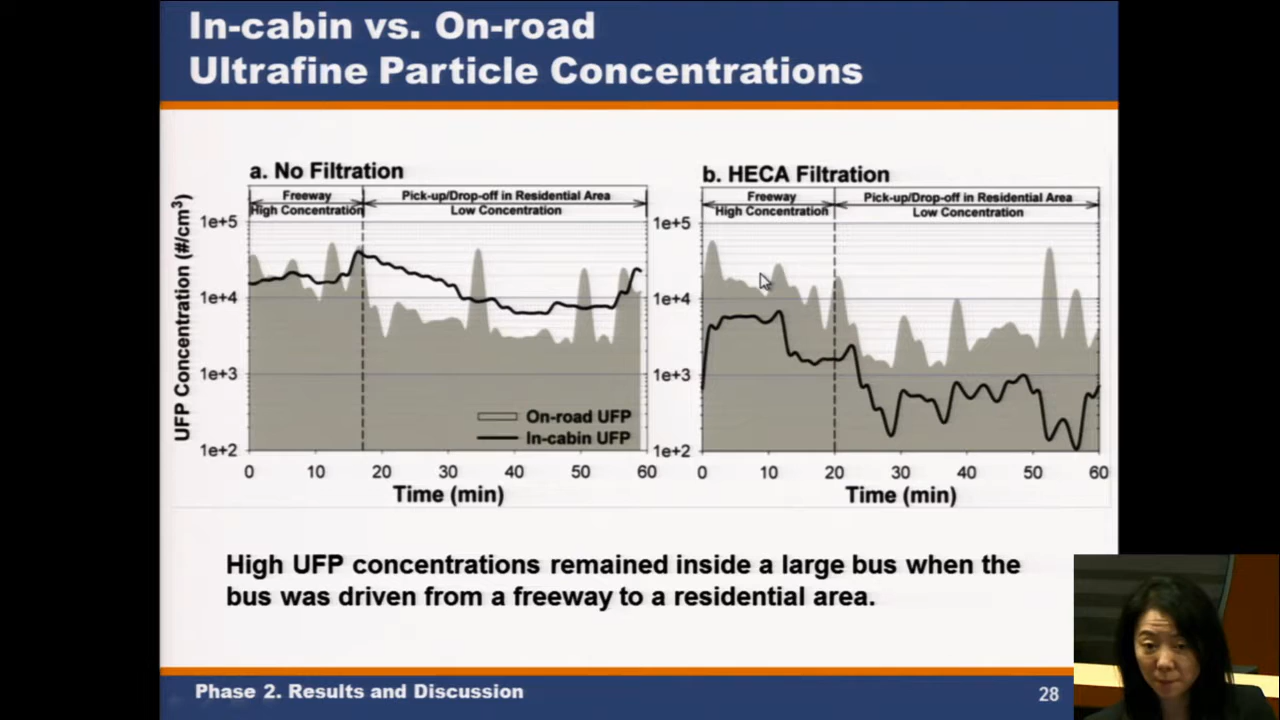 In-cabin vs. On-road
Ultrafine Particle Concentrations
a. No Filtration
Freeway
High Concentration
Pick-up/Drop-off in Residential Area
Low Concentration
UFP Concentration (#/cm³)
1e+5
1e+4
1e+3
1e+2
On-road UFP
In-cabin UFP
0 10 20 30 40 50 60
Time (min)
b. HECA Filtration
Freeway
High Concentration
Pick-up/Drop-off in Residential Area
Low Concentration
1e+5
1e+4
1e+3
1e+2
0 10 20 30 40 50 60
Time (min)
High UFP concentrations remained inside a large bus when the
bus was driven from a freeway to a residential area.
Phase 2. Results and Discussion
28